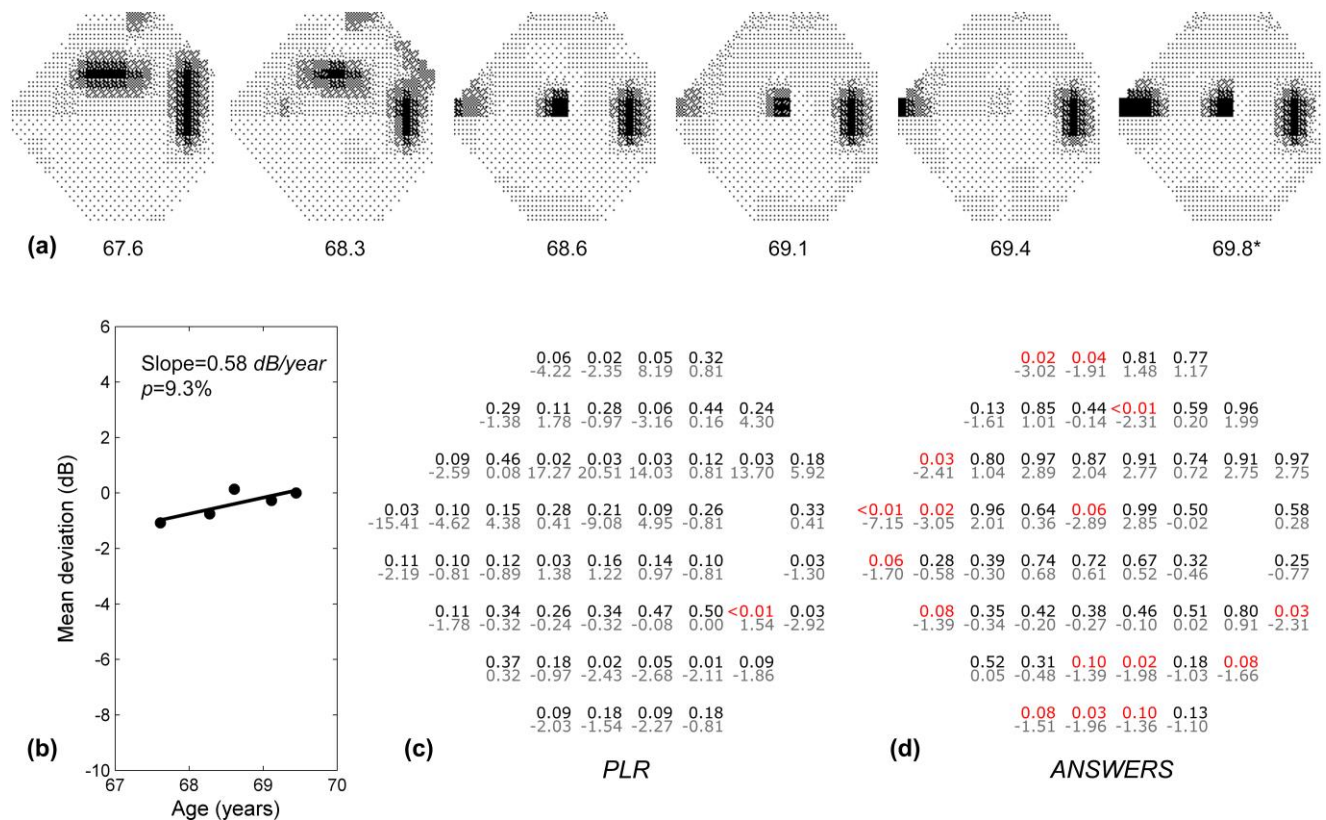 (a) 67.6 68.3 68.6 69.1 69.4 69.8*
(b)
Slope=0.58 dB/year
p=9.3%
Mean deviation (dB)
6
4
2
0
-2
-4
-6
-8
-10
67 68 69 70
Age (years)
0.06 0.02 0.05 0.32
-4.22 -2.35 8.19 0.81
0.29 0.11 0.28 0.06 0.44 0.24
-1.38 1.78 -0.97 -3.16 0.16 4.30
0.09 0.46 0.02 0.03 0.03 0.12 0.03 0.18
-2.59 0.08 17.27 20.51 14.03 0.81 13.70 5.92
0.03 0.10 0.15 0.28 0.21 0.09 0.26 0.33
-15.41 -4.62 4.38 0.41 -9.08 4.95 -0.81 0.41
0.11 0.10 0.12 0.03 0.16 0.14 0.10 0.03
-2.19 -0.81 -0.89 1.38 1.22 0.97 -0.81 -1.30
0.11 0.34 0.26 0.34 0.47 0.50 <0.01 0.03
-1.78 -0.32 -0.24 -0.32 -0.08 0.00 1.54 -2.92
0.37 0.18 0.02 0.05 0.01 0.09
0.32 -0.97 -2.43 -2.68 -2.11 -1.86
0.09 0.18 0.09 0.18
-2.03 -1.54 -2.27 -0.81
(c) PLR
0.02 0.04 0.81 0.77
-3.02 -1.91 1.48 1.17
0.13 0.85 0.44 <0.01 0.59 0.96
-1.61 1.01 -0.14 -2.31 0.20 1.99
0.03 0.80 0.97 0.87 0.91 0.74 0.91 0.97
-2.41 1.04 2.89 2.04 2.77 0.72 2.75 2.75
<0.01 0.02 0.96 0.64 0.06 0.99 0.50 0.58
-7.15 -3.05 2.01 0.36 -2.89 2.85 -0.02 0.28
0.06 0.28 0.39 0.74 0.72 0.67 0.32 0.25
-1.70 -0.58 -0.30 0.68 0.61 0.52 -0.46 -0.77
0.08 0.35 0.42 0.38 0.46 0.51 0.80 0.03
-1.39 -0.34 -0.20 -0.27 -0.10 0.02 0.91 -2.31
0.52 0.31 0.10 0.02 0.18 0.08
0.05 -0.48 -1.39 -1.98 -1.03 -1.66
0.08 0.03 0.10 0.13
-1.51 -1.96 -1.36 -1.10
(d) ANSWERS